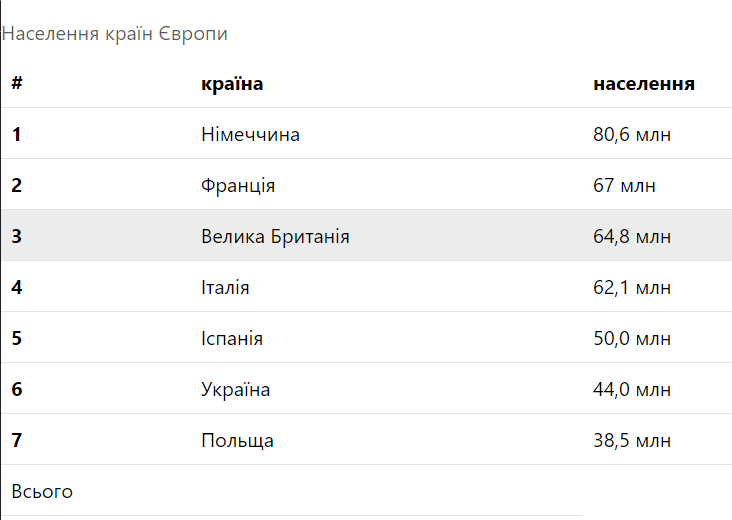 Населення країн Європи
# країна населення
1 Німеччина 80,6 млн
2 Франція 67 млн
3 Велика Британія 64,8 млн
4 Італія 62,1 млн
5 Іспанія 50,0 млн
6 Україна 44,0 млн
7 Польща 38,5 млн
Всього